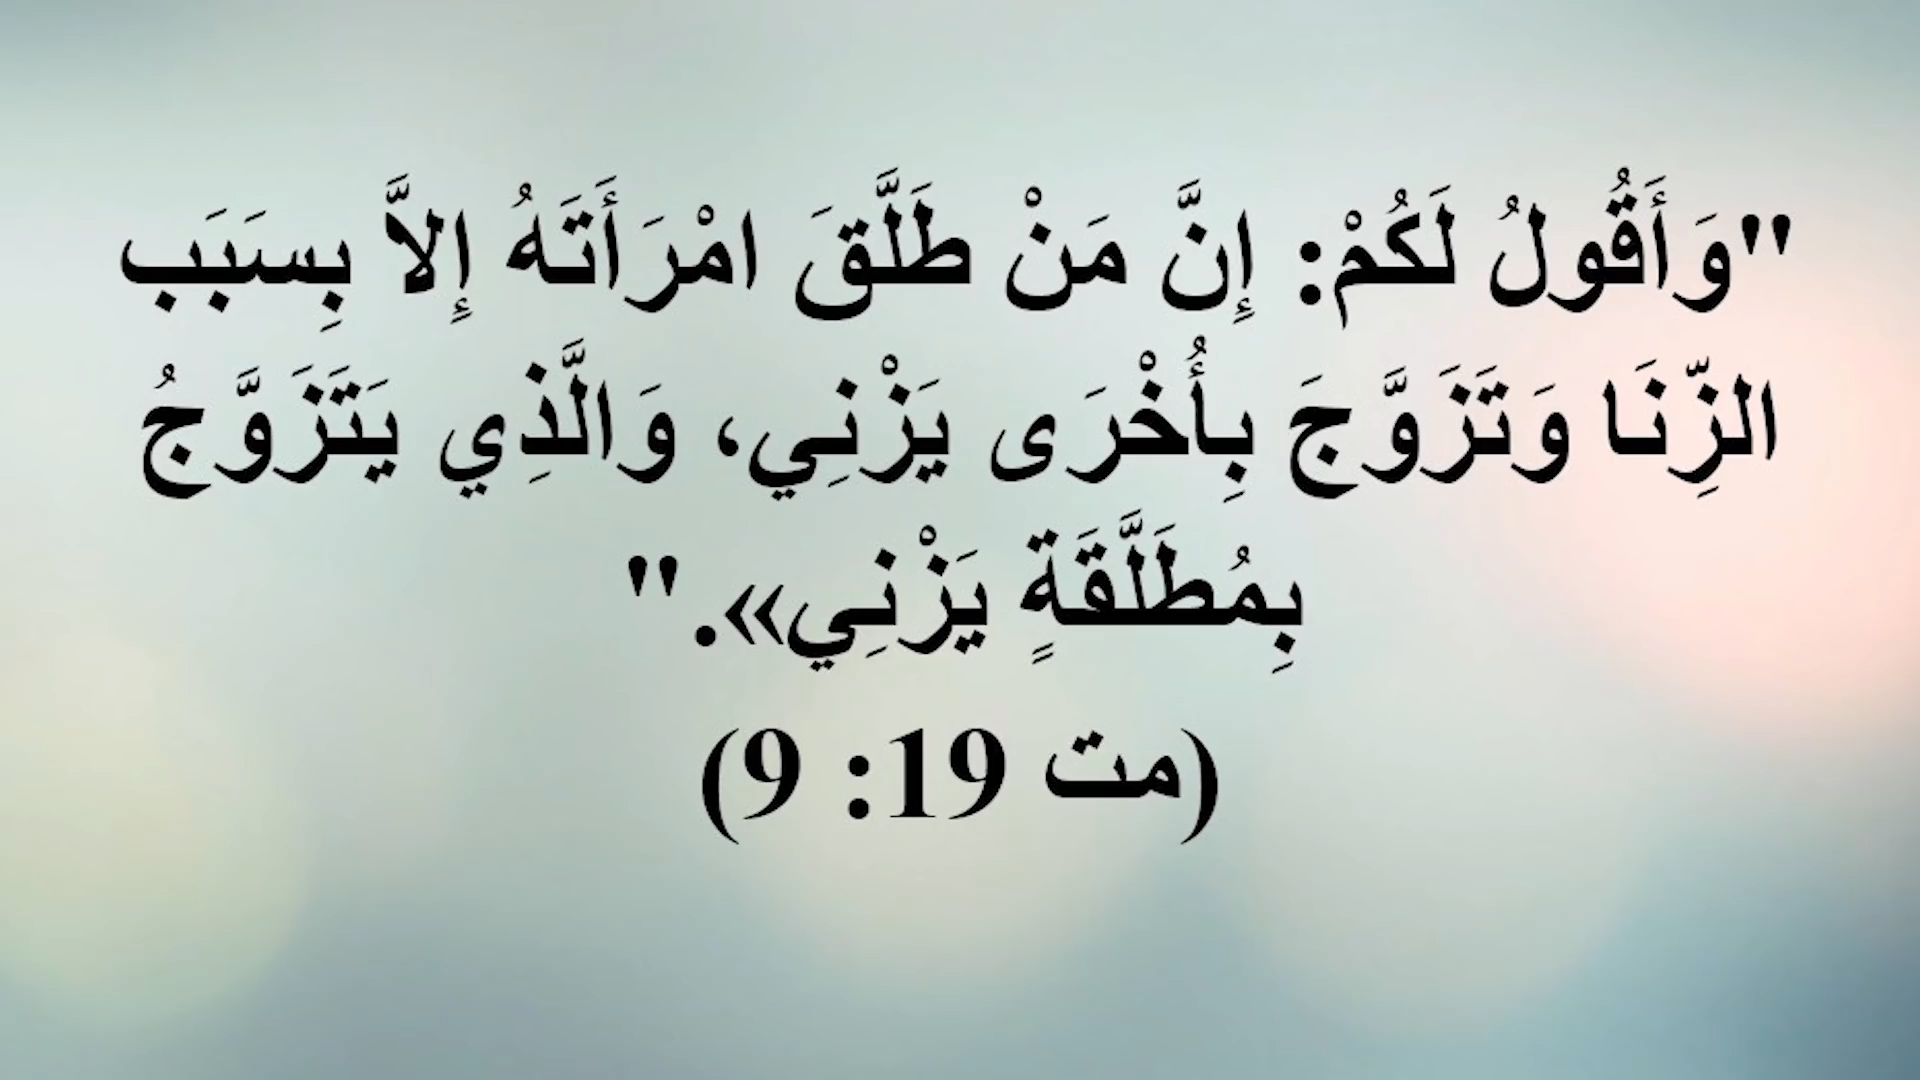 "وَأَقُولُ لَكُمْ: إِنَّ مَنْ طَلَّقَ امْرَأَتَهُ إِلاَّ بِسَبَب
الزِّنَا وَتَزَوَّجَ بِأُخْرَى يَزْنِي، وَالَّذِي يَتَزَوَّجُ
بِمُطَلَّقَةٍ يَزْنِي»."
(مت 19: 9)